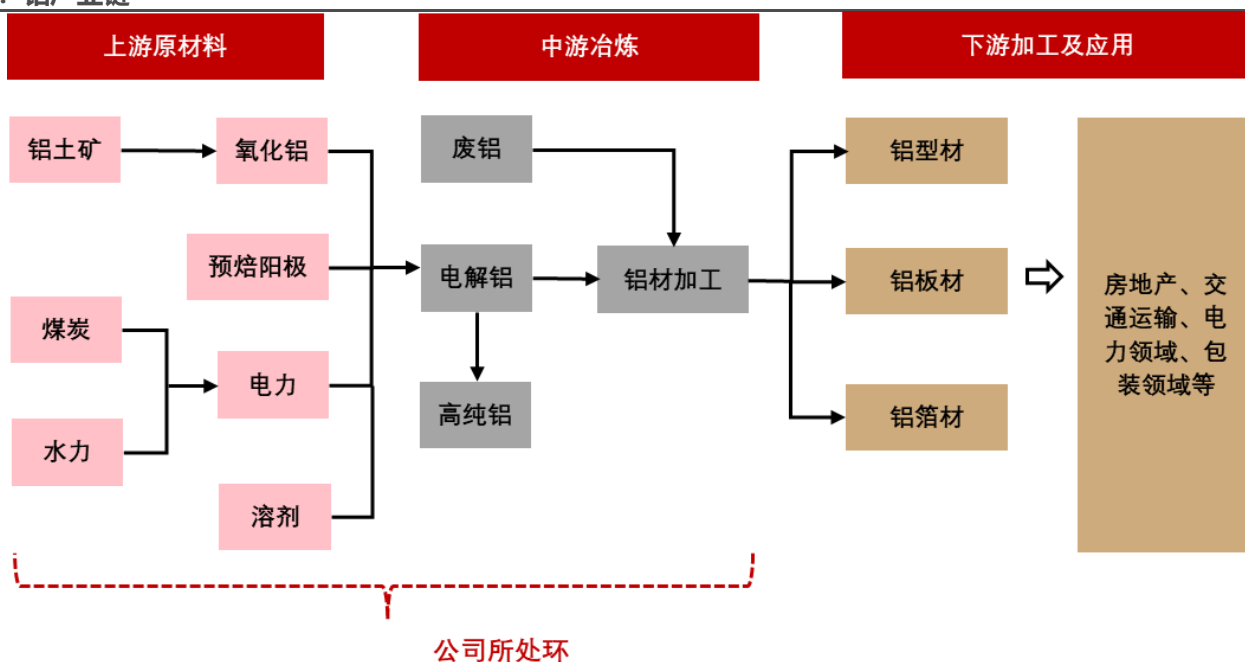 铝产业链
上游原材料
中游冶炼
下游加工及应用
铝土矿
氧化铝
预焙阳极
煤炭
电力
水力
溶剂
废铝
电解铝
铝材加工
高纯铝
铝型材
铝板材
铝箔材
房地产、交
通运输、电
力领域、包
装领域等
公司所处环